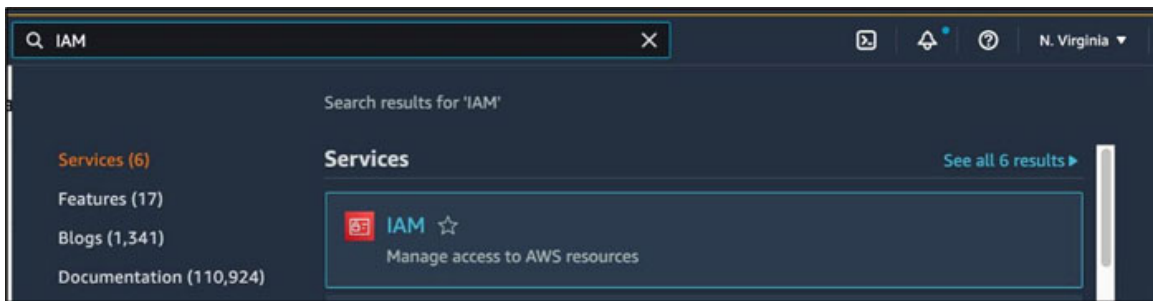 IAM
N. Virginia ▼
Search results for 'IAM'
Services (6)
Features (17)
Blogs (1,341)
Documentation (110,924)
Services
See all 6 results ▶
IAM
Manage access to AWS resources